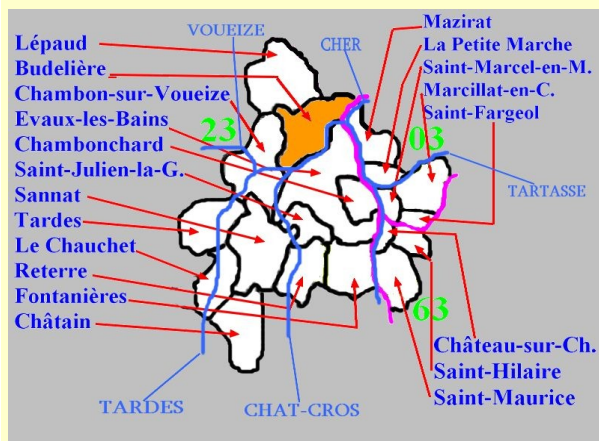 VOUEIZE
CHER
Lépaud
Budelière
Chambon-sur-Voueize
Evaux-les-Bains
Chambonchard
Saint-Julien-la-G.
Sannat
Tardes
Le Chauchet
Reterre
Fontanières
Châtain
23
Mazirat
La Petite Marche
Saint-Marcel-en-M.
Marcillat-en-C.
Saint-Fargeol
03
TARTASSE
63
Château-sur-Ch.
Saint-Hilaire
Saint-Maurice
TARDES
CHAT-CROS